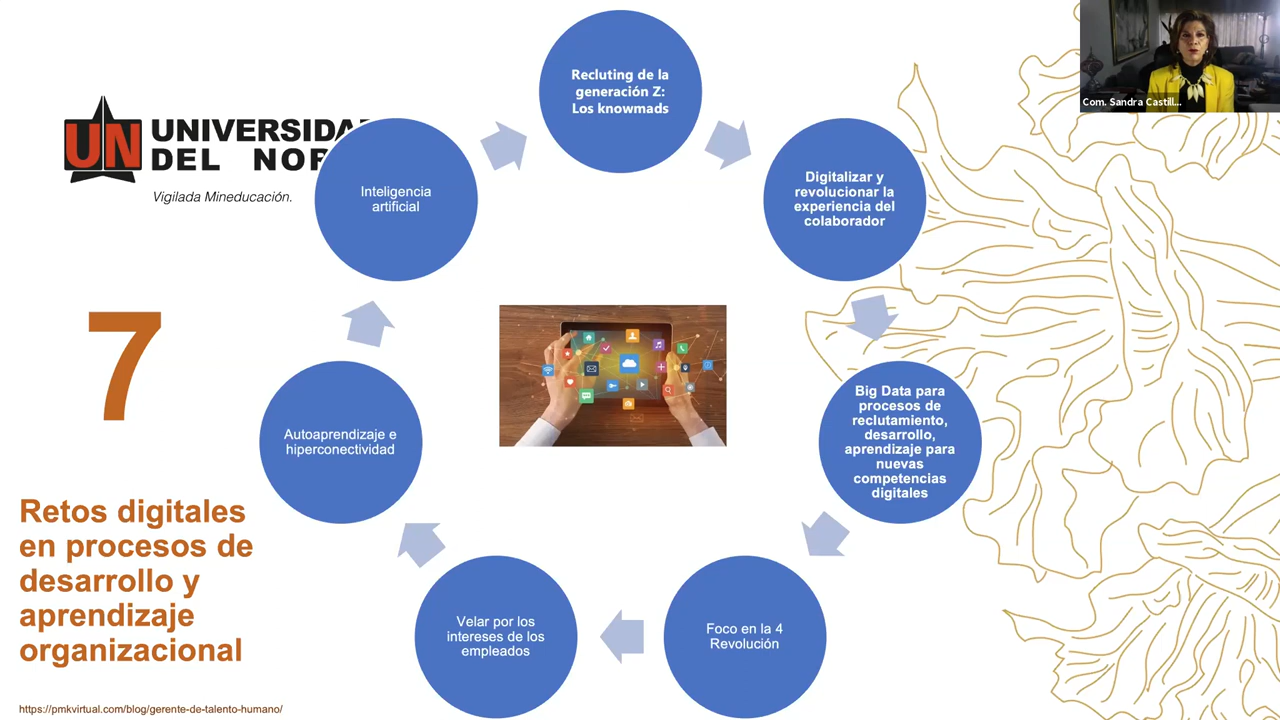 UNIVERSIDA
DEL NOR
UN
Vigilada Mineducación.
7
Retos digitales
en procesos de
desarrollo y
aprendizaje
organizacional
https://pmkvirtual.com/blog/gerente-de-talento-humano/
Recluting de la
generación Z:
Los knowmads
Digitalizar y
revolucionar la
experiencia del
colaborador
Big Data para
procesos de
reclutamiento,
desarrollo,
aprendizaje para
nuevas
competencias
digitales
Foco en la 4
Revolución
Velar por los
intereses de los
empleados
Autoaprendizaje e
hiperconectividad
Inteligencia
artificial
Com. Sandra Castill...